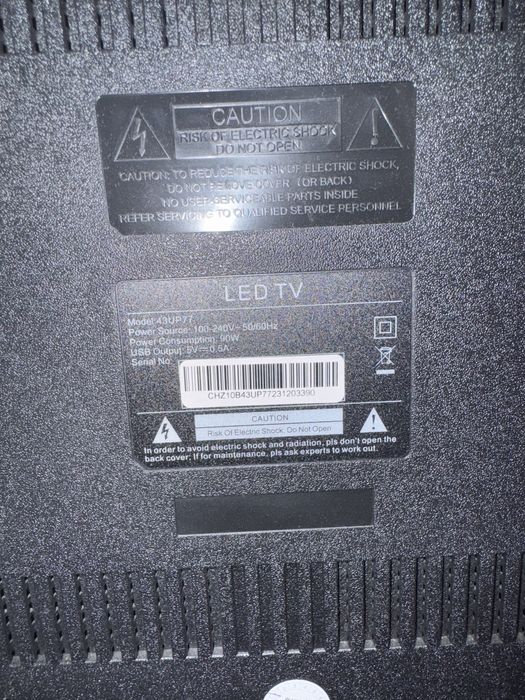 CAUTION
RISK OF ELECTRIC SHOCK
DO NOT OPEN
CAUTION: TO REDUCE THE RISK OF ELECTRIC SHOCK,
DO NOT REMOVE COVER (OR BACK)
NO USER-SERVICEABLE PARTS INSIDE
REFER SERVICING TO QUALIFIED SERVICE PERSONNEL
LED TV
Model: 43UP77
Power Source: 100-240V~ 50/60Hz
Power Consumption: 90W
USB Output: 5V⎓0.5A
Serial No:
CHZ10B43UP77231203390
CAUTION
Risk Of Electric Shock, Do Not Open
In order to avoid electric shock and radiation, pls don't open the
back cover; If for maintenance, pls ask experts to work out.